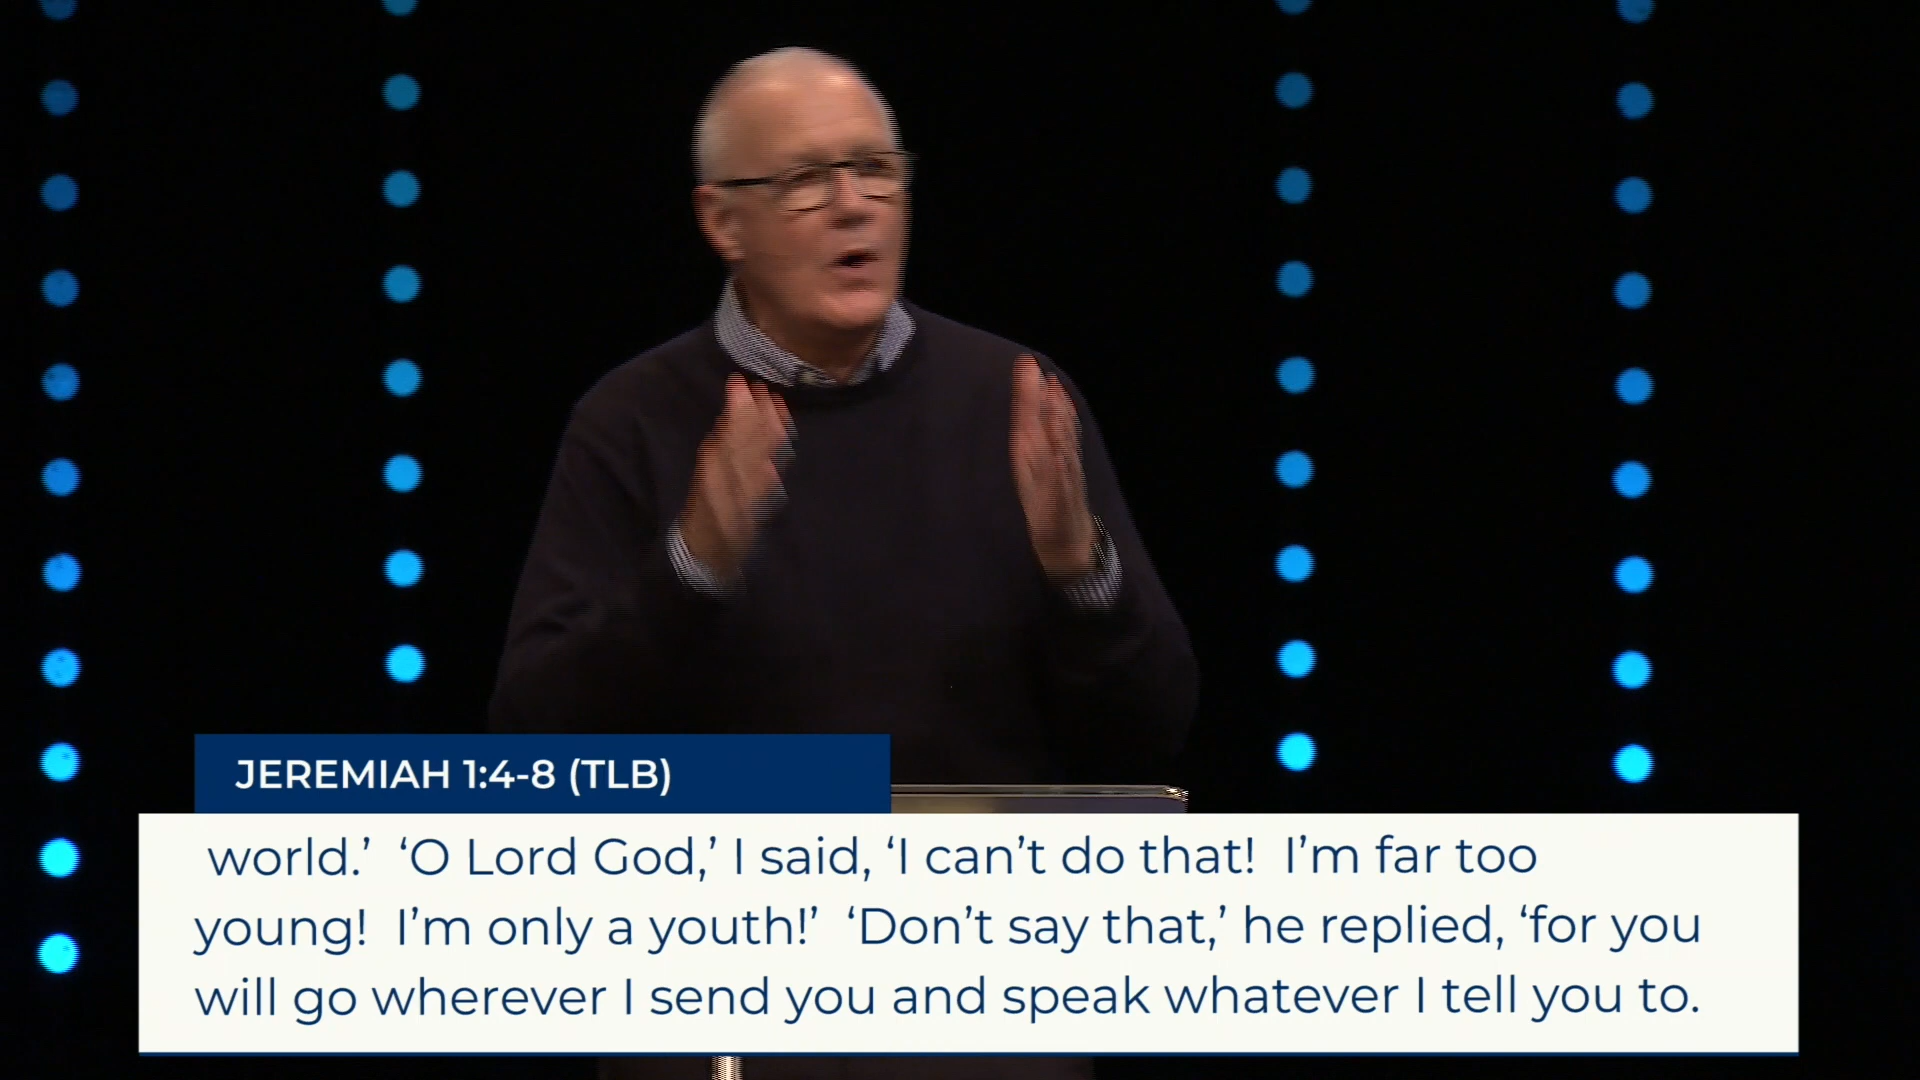 JEREMIAH 1:4-8 (TLB)
world.’ ‘O Lord God,’ I said, ‘I can’t do that! I’m far too
young! I’m only a youth!’ ‘Don’t say that,’ he replied, ‘for you
will go wherever I send you and speak whatever I tell you to.